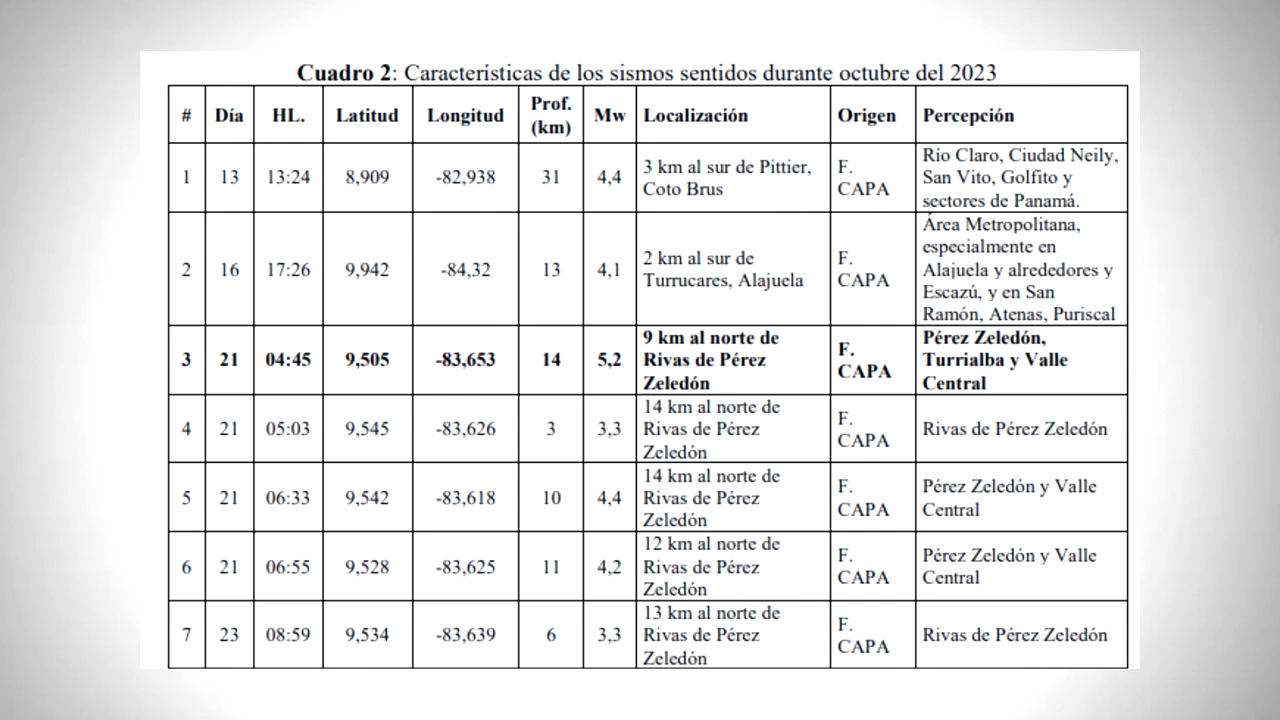 Cuadro 2: Características de los sismos sentidos durante octubre del 2023
# Día HL. Latitud Longitud Prof. (km) Mw Localización Origen Percepción
1 13 13:24 8,909 -82,938 31 4,4 3 km al sur de Pittier, Coto Brus F. CAPA Río Claro, Ciudad Neily, San Vito, Golfito y sectores de Panamá.
2 16 17:26 9,942 -84,32 13 4,1 2 km al sur de Turrucares, Alajuela F. CAPA Área Metropolitana, especialmente en Alajuela y alrededores y Escazú, y en San Ramón, Atenas, Puriscal
3 21 04:45 9,505 -83,653 14 5,2 9 km al norte de Rivas de Pérez Zeledón F. CAPA Pérez Zeledón, Turrialba y Valle Central
4 21 05:03 9,545 -83,626 3 3,3 14 km al norte de Rivas de Pérez Zeledón F. CAPA Rivas de Pérez Zeledón
5 21 06:33 9,542 -83,618 10 4,4 14 km al norte de Rivas de Pérez Zeledón F. CAPA Pérez Zeledón y Valle Central
6 21 06:55 9,528 -83,625 11 4,2 12 km al norte de Rivas de Pérez Zeledón F. CAPA Pérez Zeledón y Valle Central
7 23 08:59 9,534 -83,639 6 3,3 13 km al norte de Rivas de Pérez Zeledón F. CAPA Rivas de Pérez Zeledón